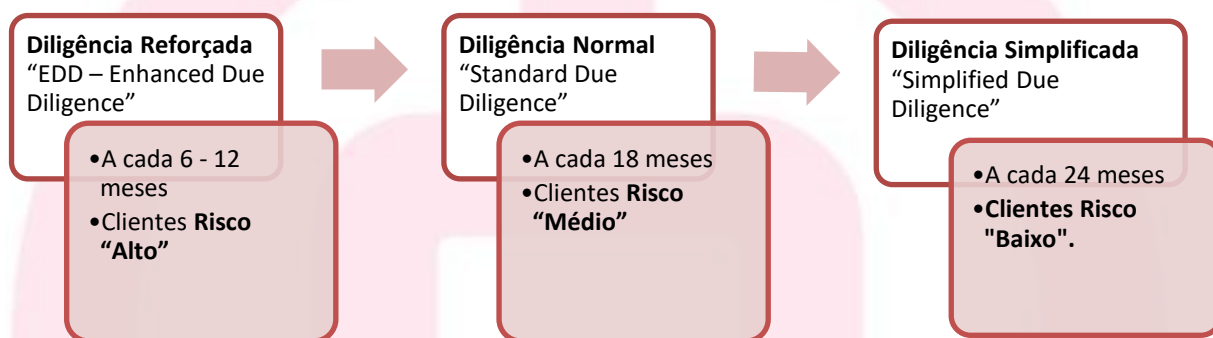 Diligência Reforçada
“EDD – Enhanced Due
Diligence”
•A cada 6 - 12
meses
•Clientes Risco
“Alto”
Diligência Normal
“Standard Due
Diligence”
•A cada 18 meses
•Clientes Risco
“Médio”
Diligência Simplificada
“Simplified Due
Diligence”
•A cada 24 meses
•Clientes Risco
"Baixo".